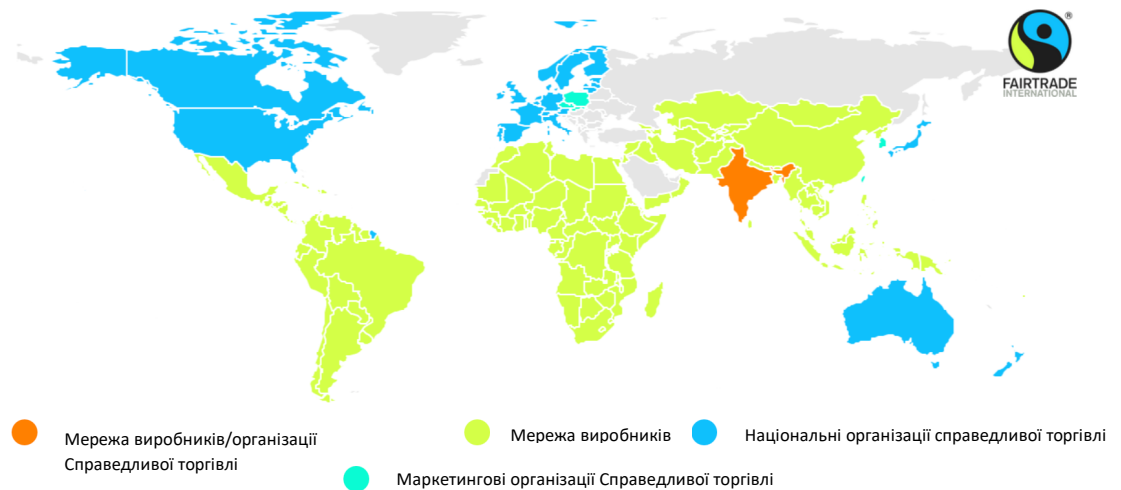 ®
FAIRTRADE
INTERNATIONAL
Мережа виробників/організації
Справедливої торгівлі
Мережа виробників
Національні організації справедливої торгівлі
Маркетингові організації Справедливої торгівлі